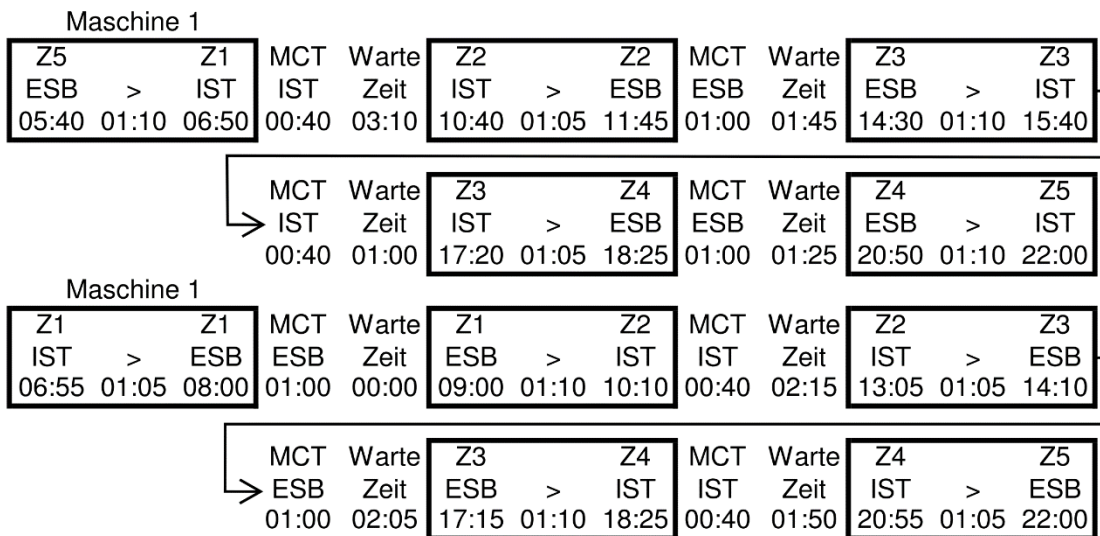 Maschine 1
Z5 Z1 MCT Warte Z2 Z2 MCT Warte Z3 Z3
ESB > IST IST Zeit IST > ESB ESB Zeit ESB > IST
05:40 01:10 06:50 00:40 03:10 10:40 01:05 11:45 01:00 01:45 14:30 01:10 15:40
MCT Warte Z3 Z4 MCT Warte Z4 Z5
IST Zeit IST > ESB ESB Zeit ESB > IST
00:40 01:00 17:20 01:05 18:25 01:00 01:25 20:50 01:10 22:00
Maschine 1
Z1 Z1 MCT Warte Z1 Z2 MCT Warte Z2 Z3
IST > ESB ESB Zeit ESB > IST IST Zeit IST > ESB
06:55 01:05 08:00 01:00 00:00 09:00 01:10 10:10 00:40 02:15 13:05 01:05 14:10
MCT Warte Z3 Z4 MCT Warte Z4 Z5
ESB Zeit ESB > IST IST Zeit IST > ESB
01:00 02:05 17:15 01:10 18:25 00:40 01:50 20:55 01:05 22:00